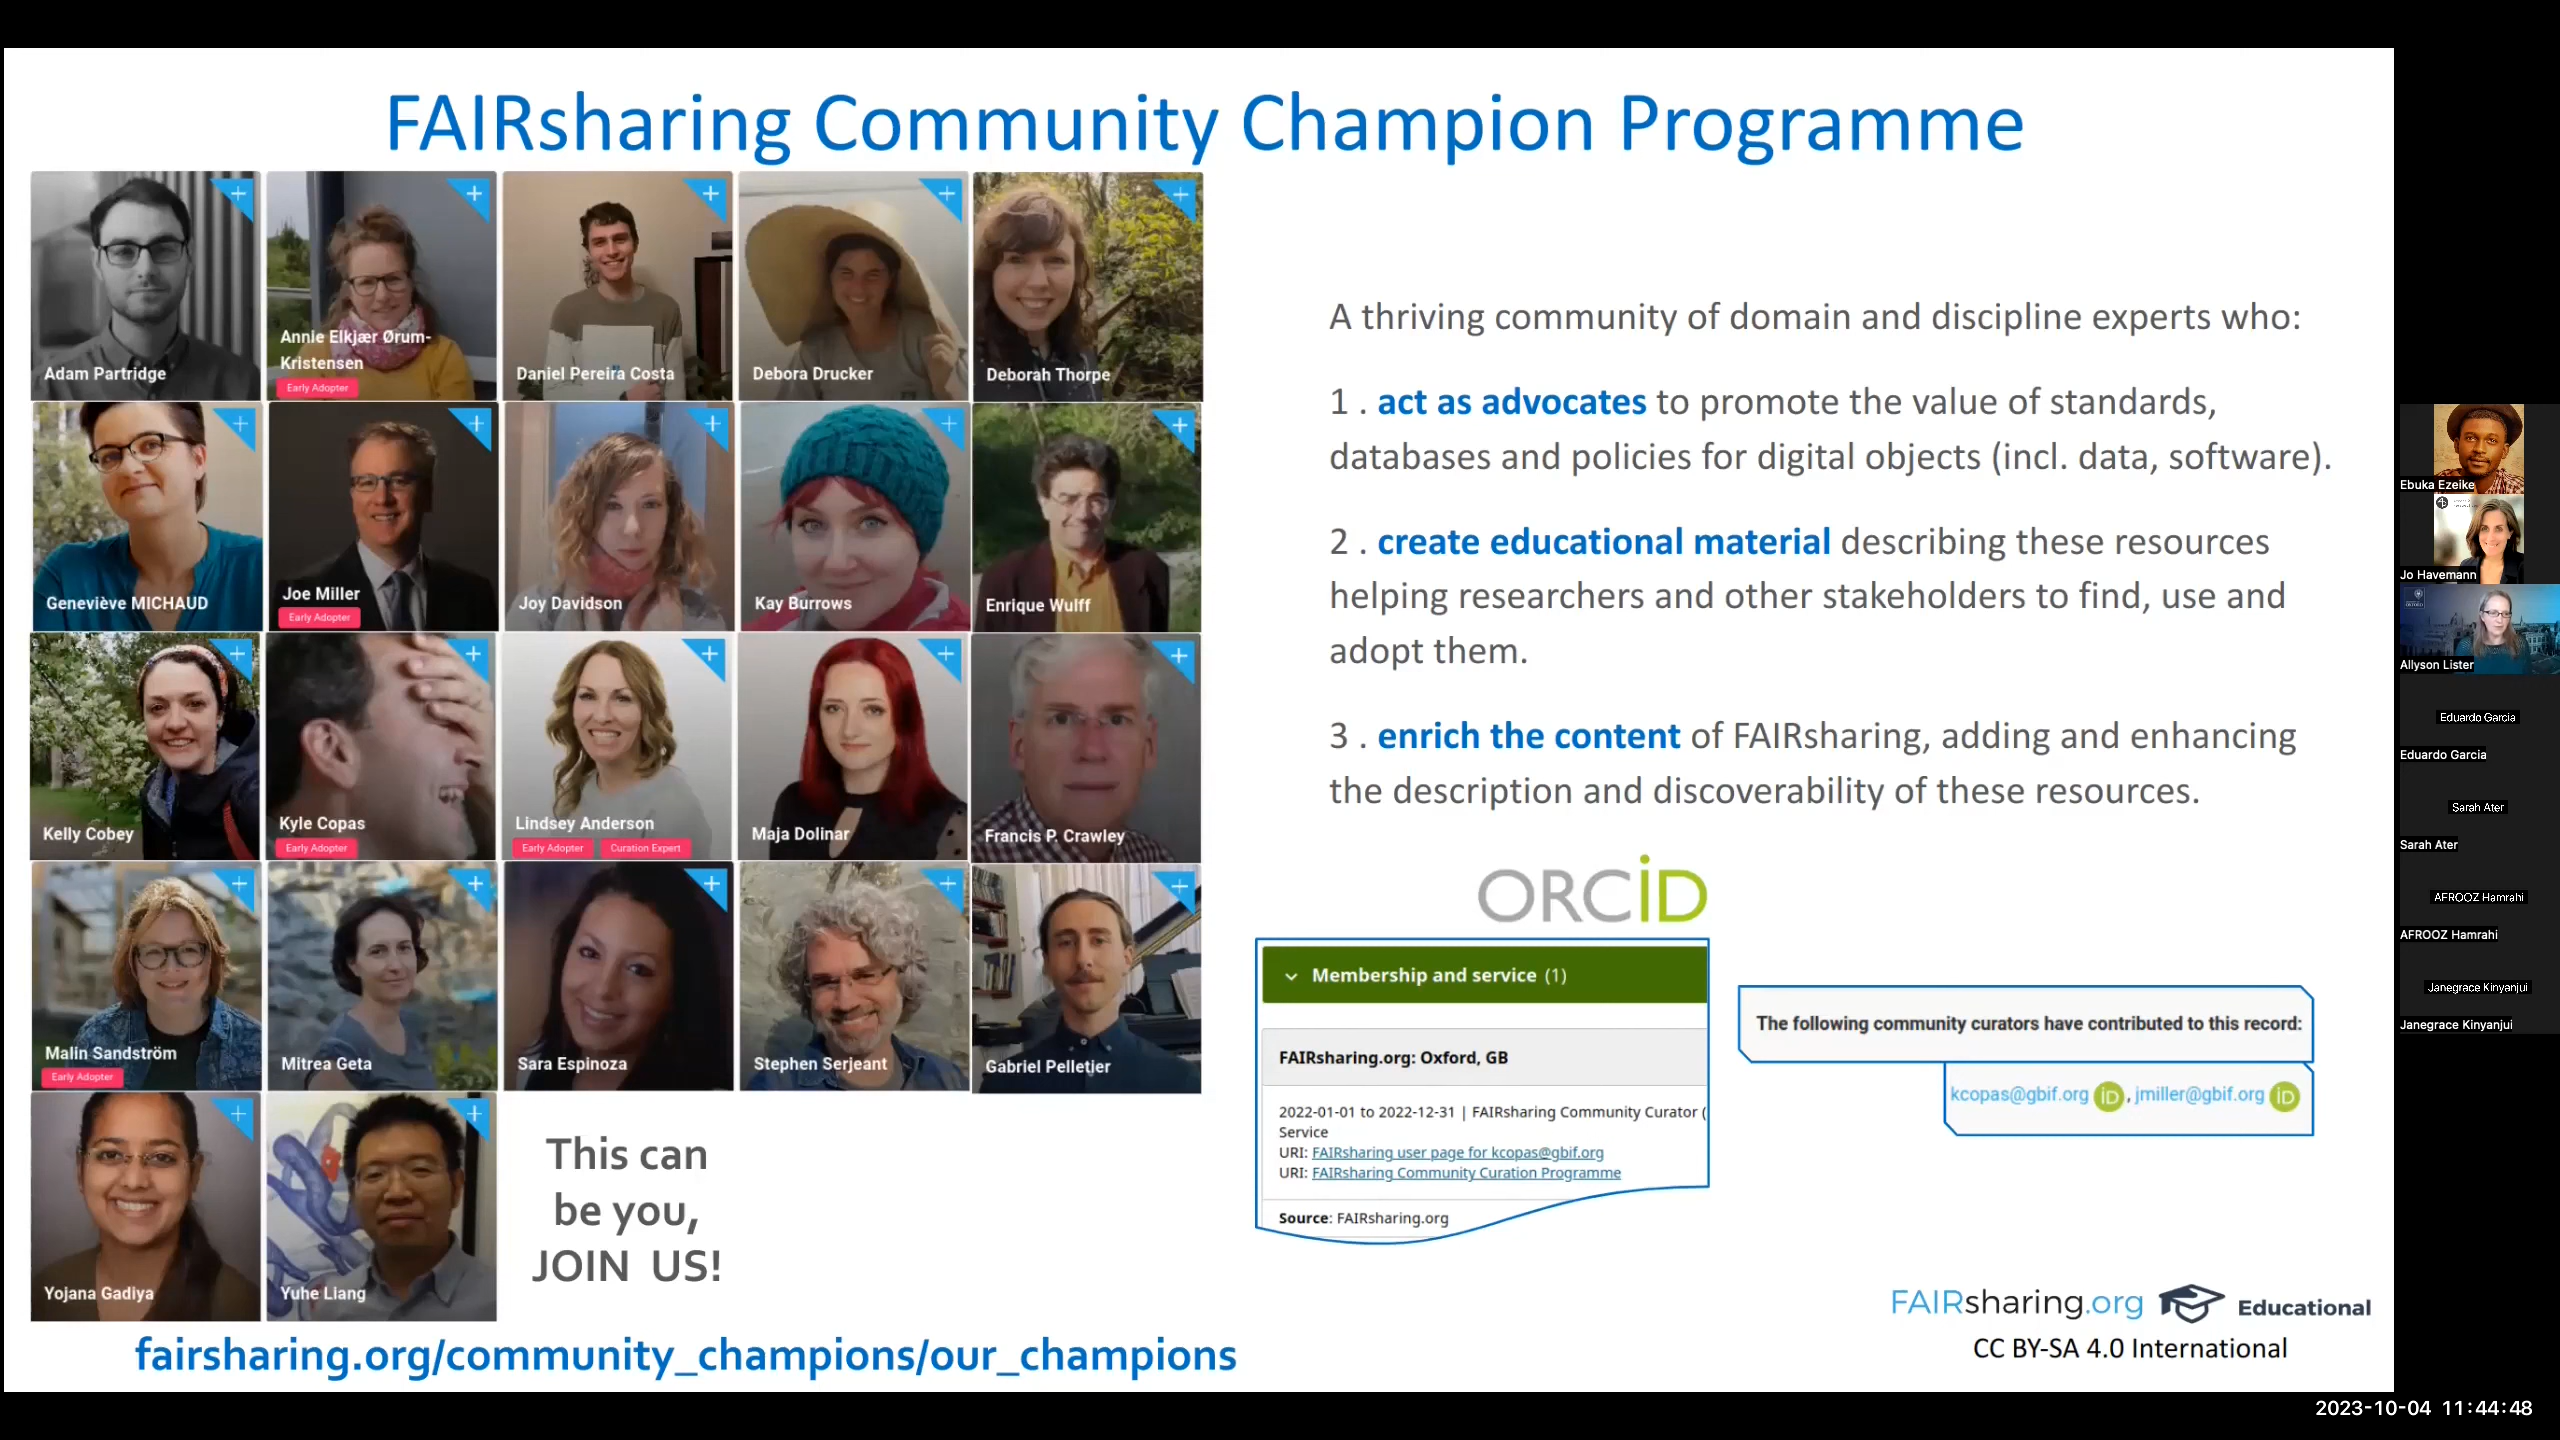 FAIRsharing Community Champion Programme
Adam Partridge
Annie Elkjær Ørum-
Kristensen
Early Adopter
Daniel Pereira Costa
Debora Drucker
Deborah Thorpe
Geneviève MICHAUD
Joe Miller
Early Adopter
Joy Davidson
Kay Burrows
Enrique Wulff
Kelly Cobey
Kyle Copas
Early Adopter
Lindsey Anderson
Early Adopter Curation Expert
Maja Dolinar
Francis P. Crawley
Malin Sandström
Early Adopter
Mitrea Geta
Sara Espinoza
Stephen Serjeant
Gabriel Pelletier
Yojana Gadiya
Yuhe Liang
This can
be you,
JOIN US!
fairsharing.org/community_champions/our_champions
A thriving community of domain and discipline experts who:
1 . act as advocates to promote the value of standards,
databases and policies for digital objects (incl. data, software).
2 . create educational material describing these resources
helping researchers and other stakeholders to find, use and
adopt them.
3 . enrich the content of FAIRsharing, adding and enhancing
the description and discoverability of these resources.
ORCiD
Membership and service (1)
FAIRsharing.org: Oxford, GB
2022-01-01 to 2022-12-31 | FAIRsharing Community Curator (
Service
URI: FAIRsharing user page for kcopas@gbif.org
URI: FAIRsharing Community Curation Programme
Source: FAIRsharing.org
The following community curators have contributed to this record:
kcopas@gbif.org iD , jmiller@gbif.org iD
FAIRsharing.org Educational
CC BY-SA 4.0 International
Ebuka Ezeike
Jo Havemann
Allyson Lister
Eduardo Garcia
Eduardo Garcia
Sarah Ater
Sarah Ater
AFROOZ Hamrahi
AFROOZ Hamrahi
Janegrace Kinyanjui
Janegrace Kinyanjui
2023-10-04 11:44:48